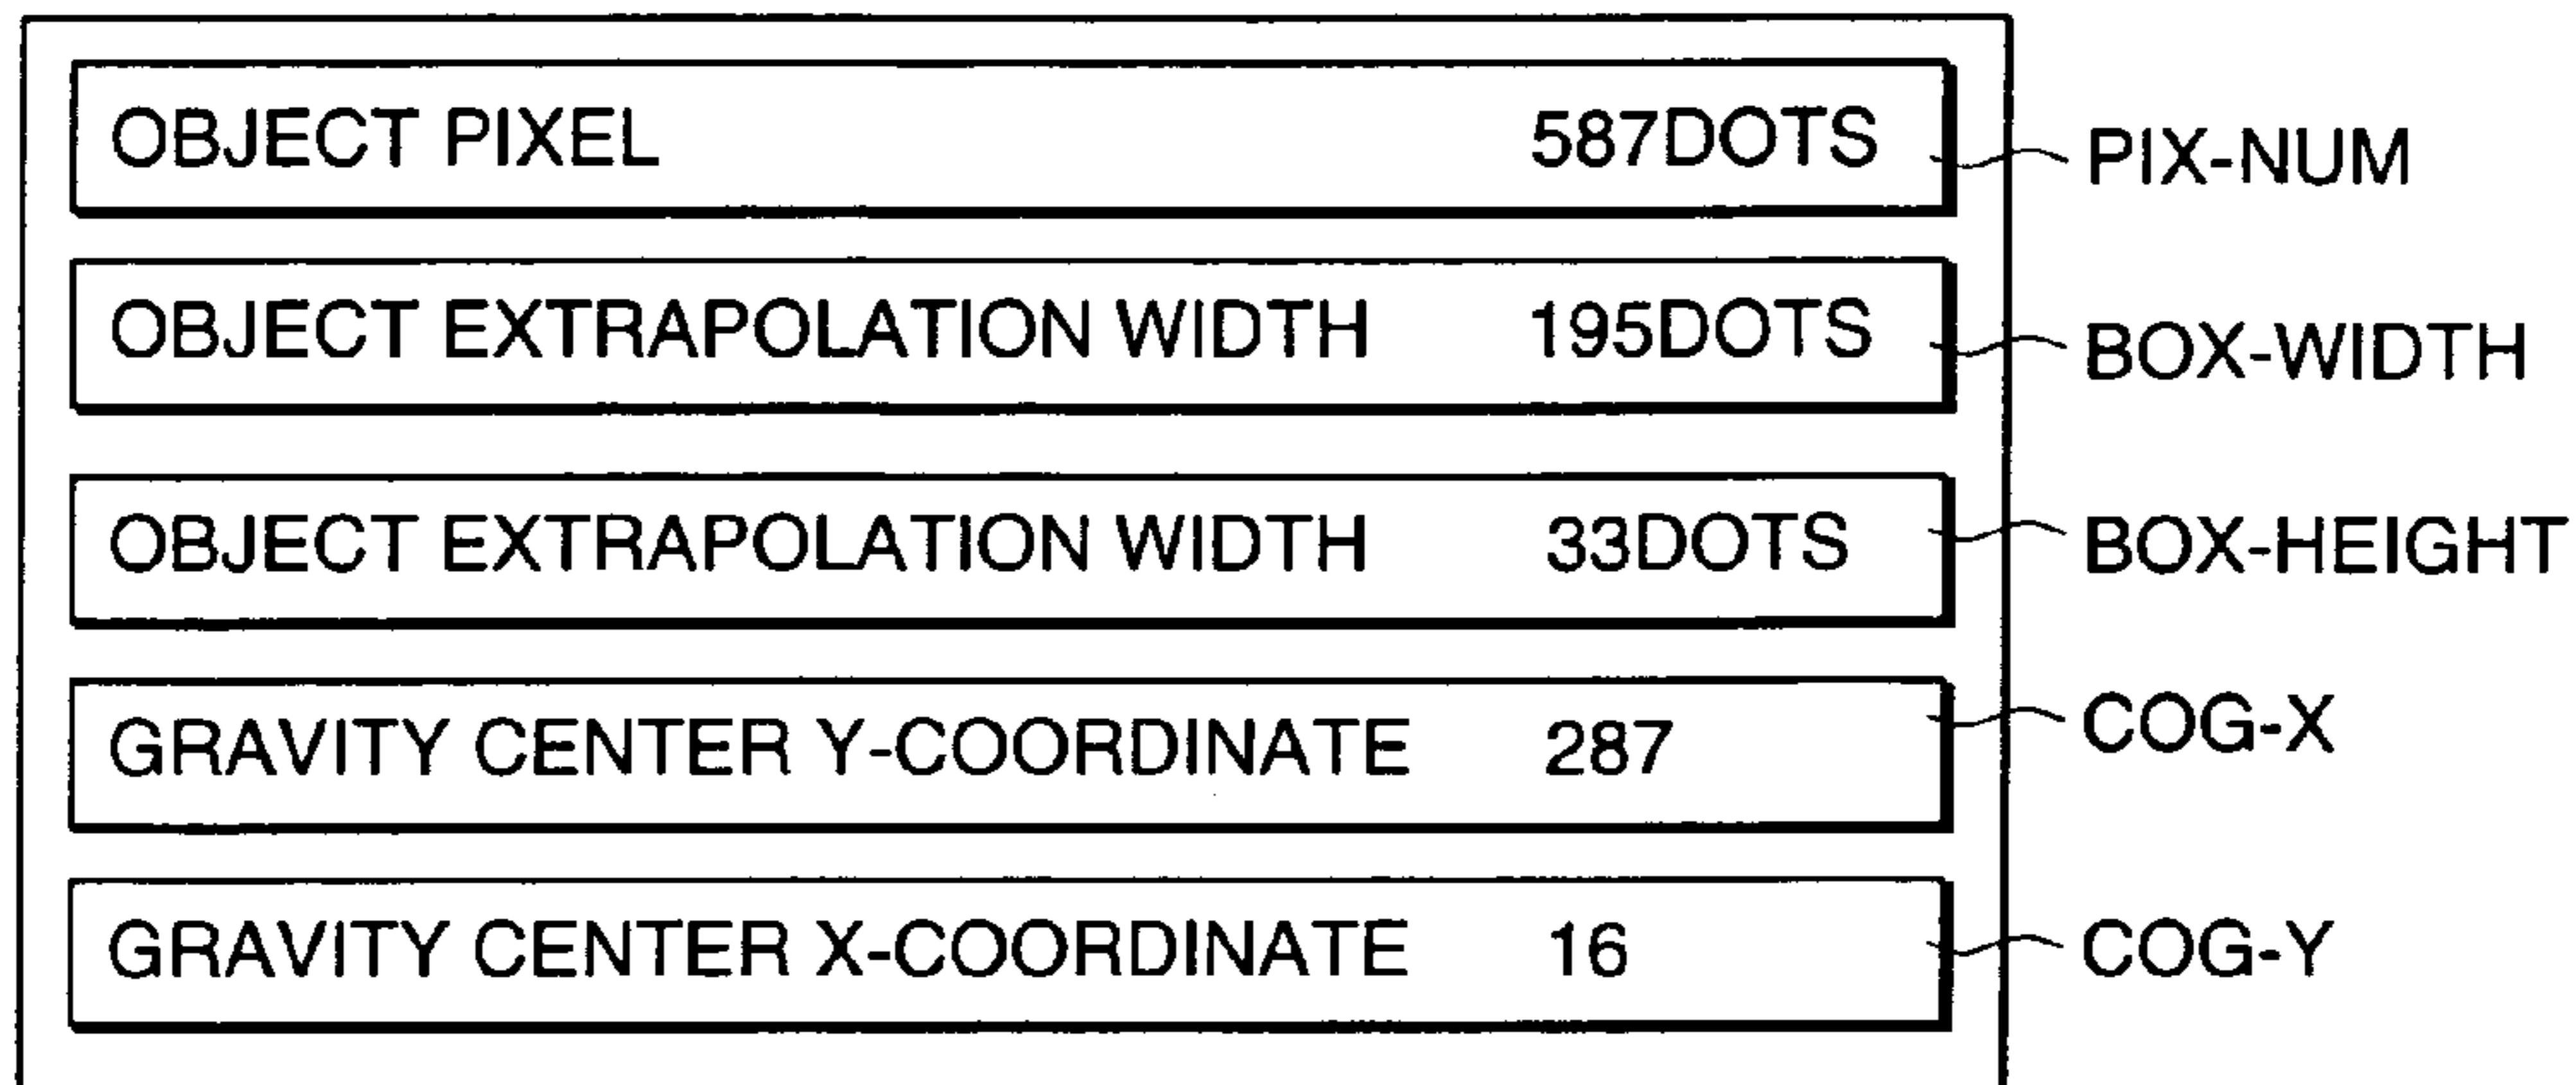 OBJECT PIXEL 587DOTS PIX-NUM
OBJECT EXTRAPOLATION WIDTH 195DOTS BOX-WIDTH
OBJECT EXTRAPOLATION WIDTH 33DOTS BOX-HEIGHT
GRAVITY CENTER Y-COORDINATE 287 COG-X
GRAVITY CENTER X-COORDINATE 16 COG-Y